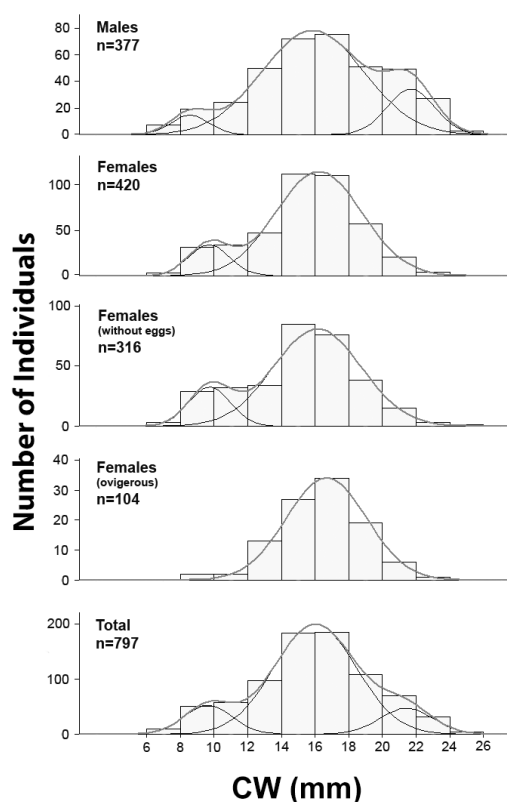 Number of Individuals
Males
n=377
80
60
40
20
0
Females
n=420
100
50
0
Females
(without eggs)
n=316
100
50
0
Females
(ovigerous)
n=104
40
30
20
10
0
Total
n=797
200
100
0
6 8 10 12 14 16 18 20 22 24 26
CW (mm)